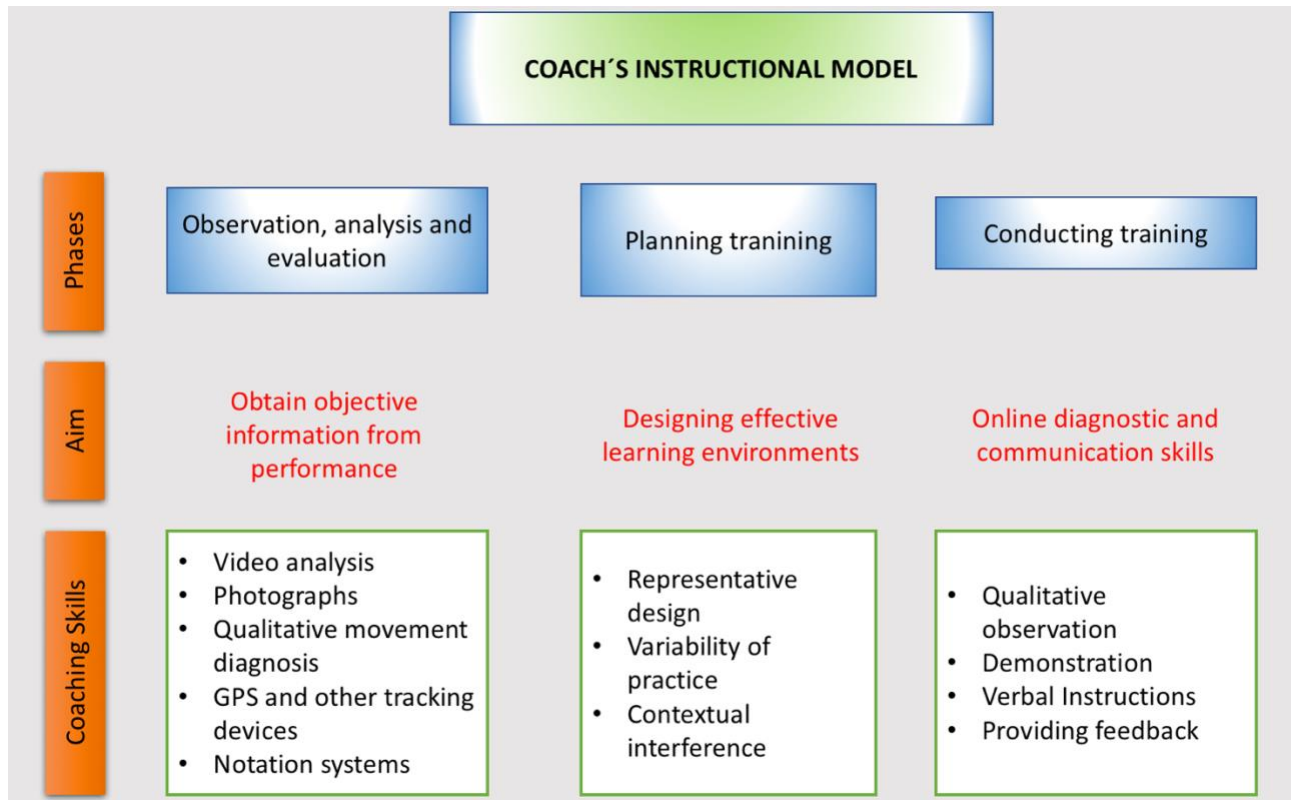 COACH´S INSTRUCTIONAL MODEL
Phases
Observation, analysis and
evaluation
Planning tranining
Conducting training
Aim
Obtain objective
information from
performance
Designing effective
learning environments
Online diagnostic and
communication skills
Coaching Skills
• Video analysis
• Photographs
• Qualitative movement
diagnosis
• GPS and other tracking
devices
• Notation systems
• Representative
design
• Variability of
practice
• Contextual
interference
• Qualitative
observation
• Demonstration
• Verbal Instructions
• Providing feedback